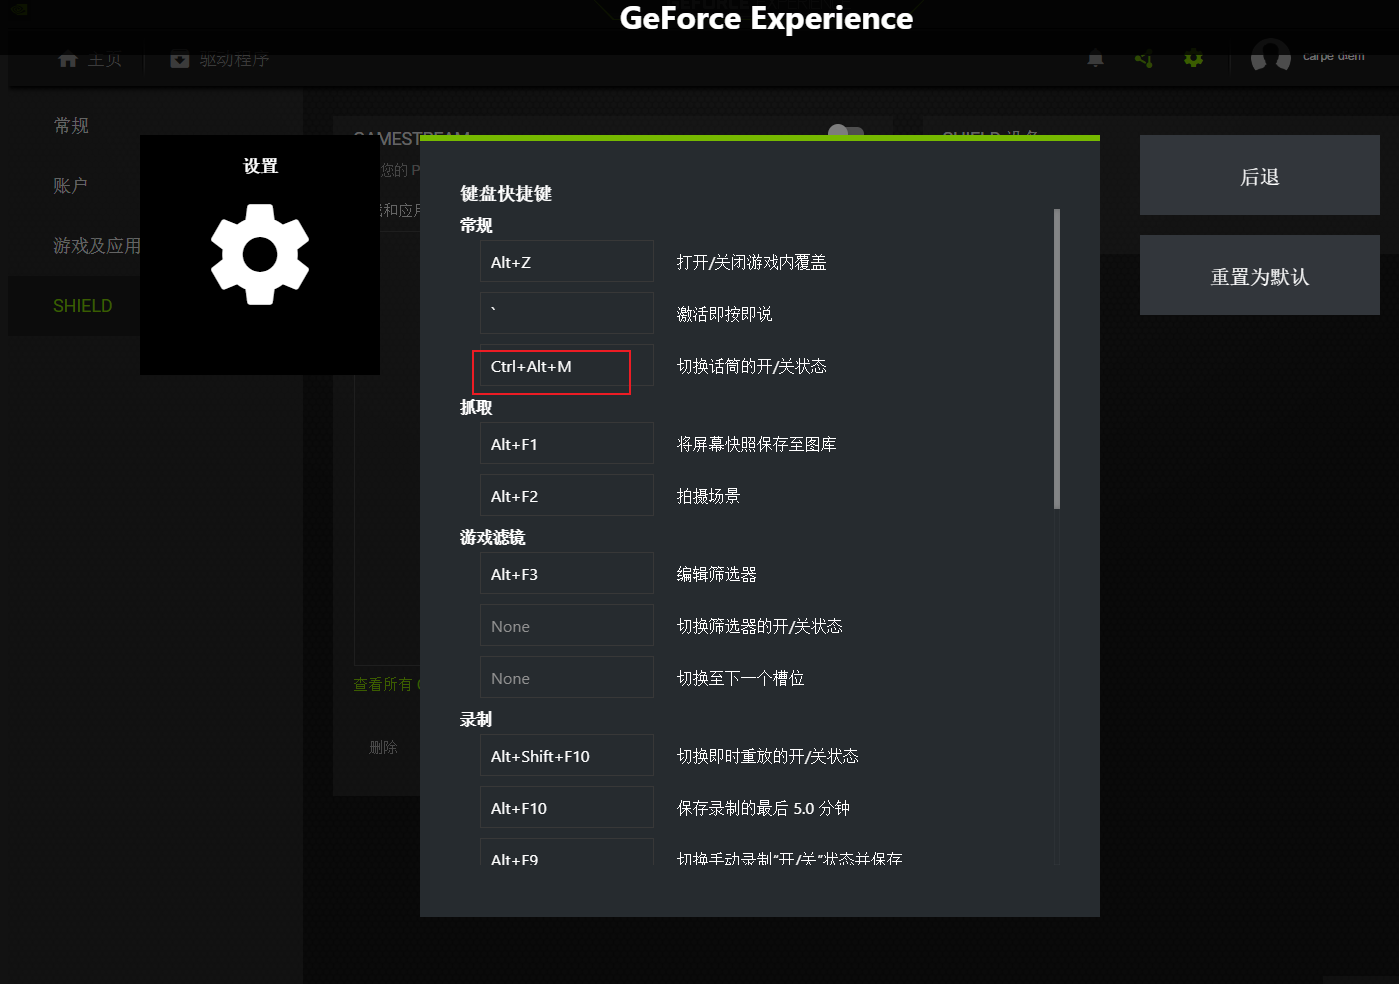 GeForce Experience
主页
驱动程序
carpe diem
常规
账户
游戏及应用
SHIELD
GAMESTREAM
SHIELD 设备
您的 P
戏和应用
设置
键盘快捷键
常规
Alt+Z 打开/关闭游戏内覆盖
` 激活即按即说
Ctrl+Alt+M 切换话筒的开/关状态
抓取
Alt+F1 将屏幕快照保存至图库
Alt+F2 拍摄场景
游戏滤镜
Alt+F3 编辑筛选器
None 切换筛选器的开/关状态
None 切换至下一个槽位
录制
Alt+Shift+F10 切换即时重放的开/关状态
Alt+F10 保存录制的最后 5.0 分钟
Alt+F9 切换手动录制"开/关"状态并保存
后退
重置为默认
查看所有
删除